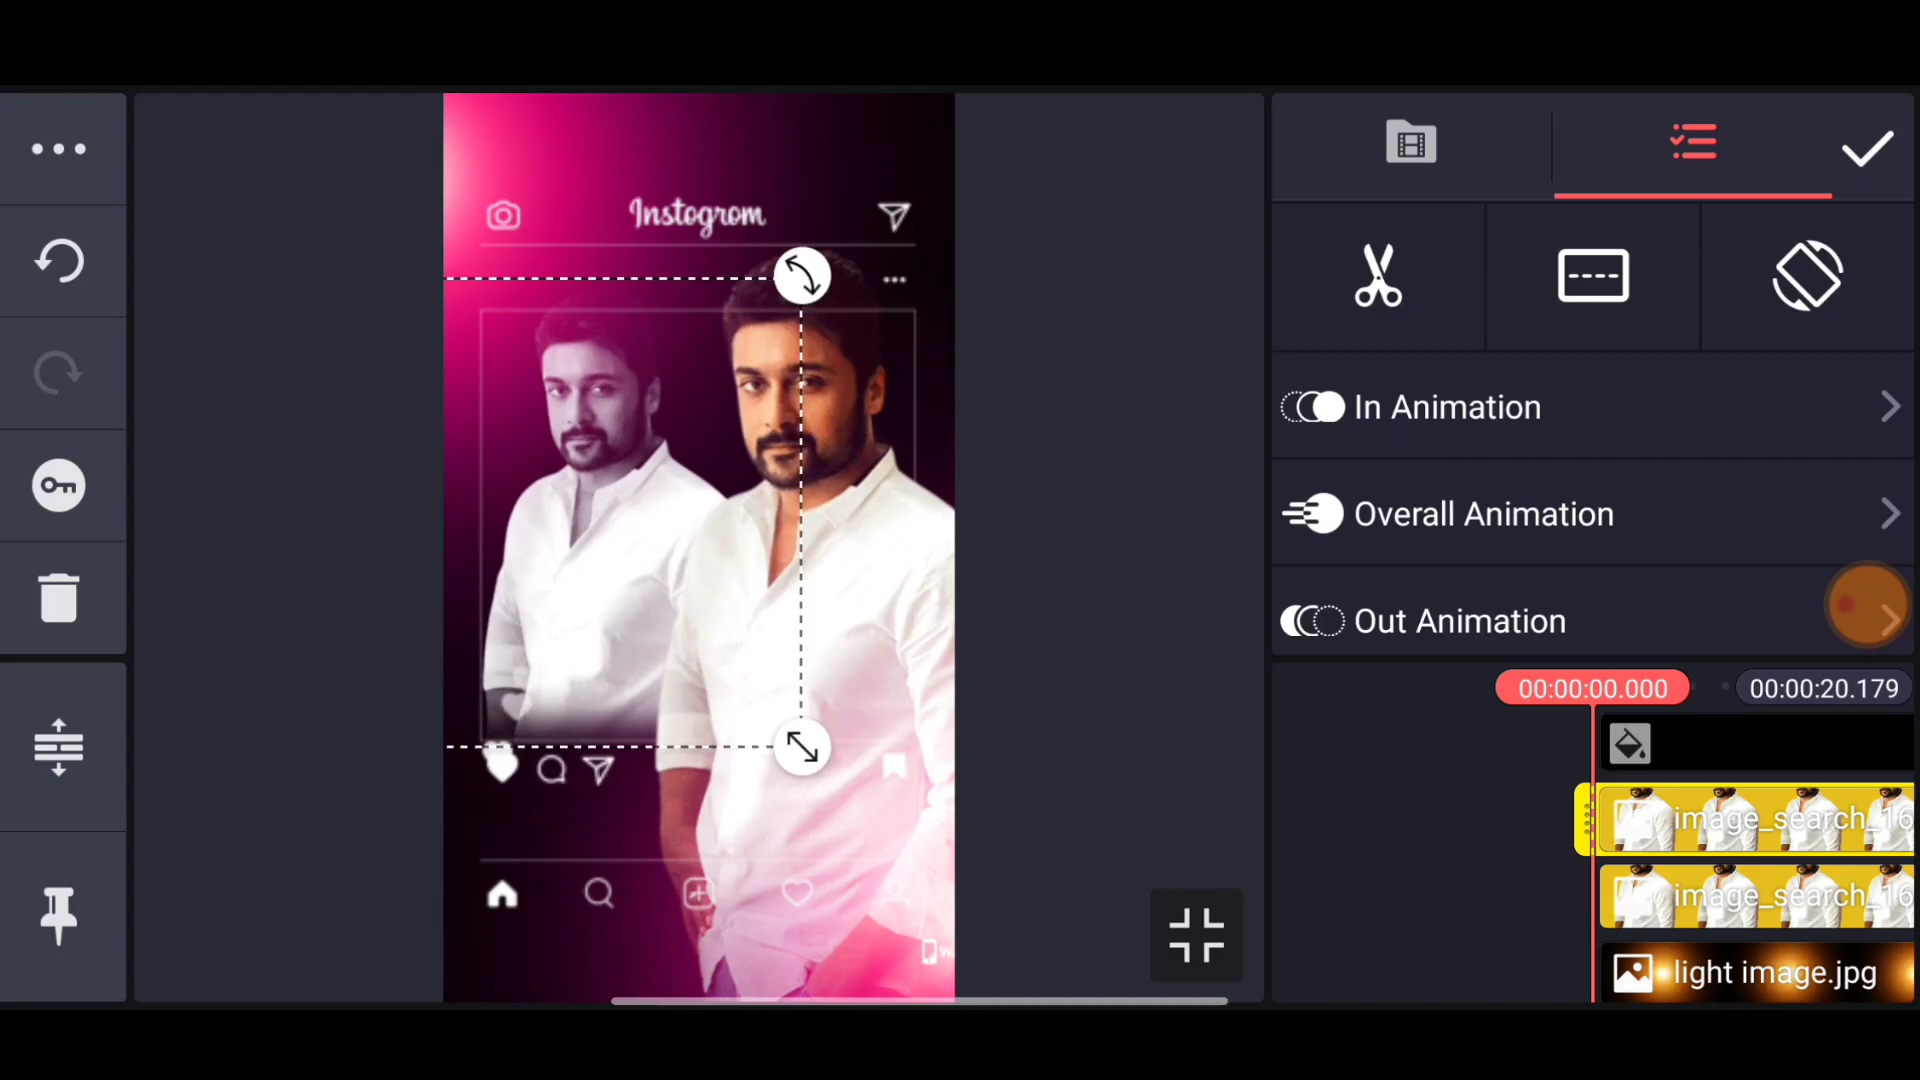 Instogrom
In Animation
Overall Animation
Out Animation
00:00:00.000
00:00:20.179
image_search_16
image_search_16
light image.jpg